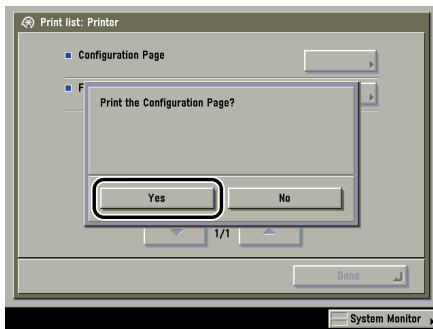 Print list: Printer
Configuration Page
F
Print the Configuration Page?
Yes No
1/1
Done
System Monitor